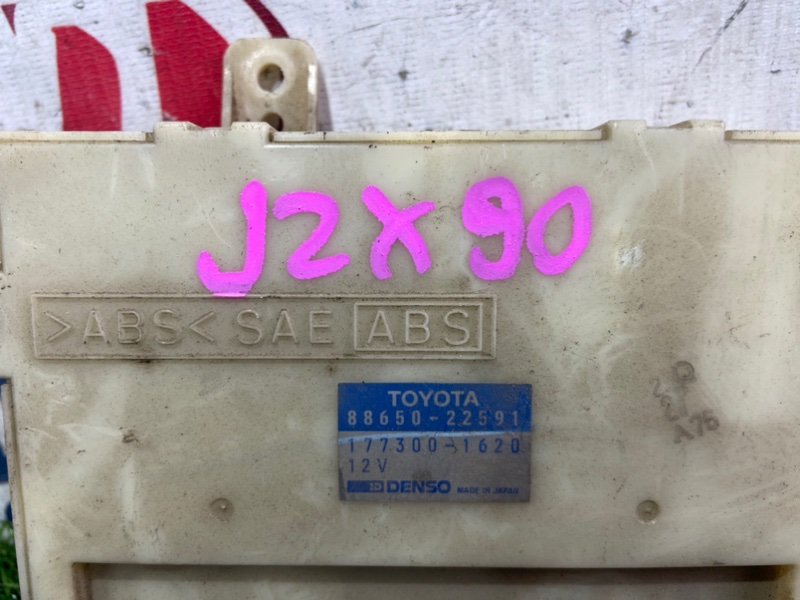 JZX90
>ABS< SAE ABS
TOYOTA
88650-22591
177300-1620
12V
DENSO MADE IN JAPAN